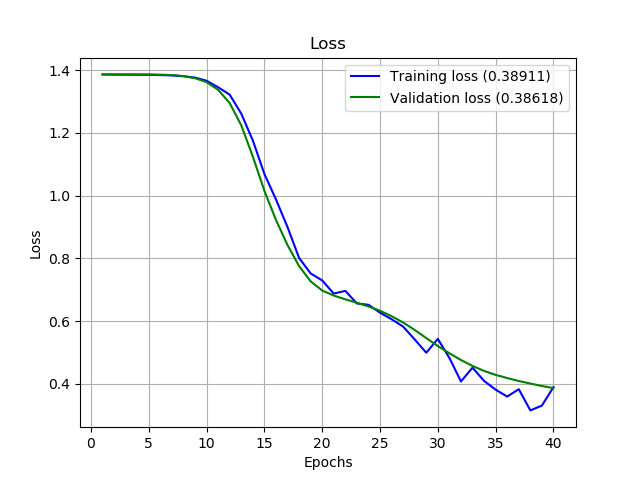 Loss
Training loss (0.38911)
Validation loss (0.38618)
1.4
1.2
1.0
0.8
0.6
0.4
Loss
0 5 10 15 20 25 30 35 40
Epochs